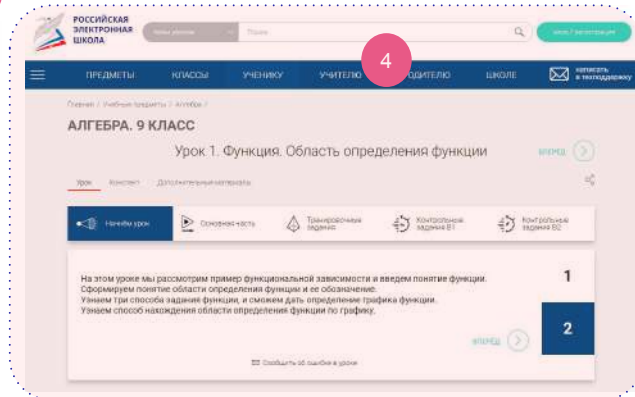 РОССИЙСКАЯ
ЭЛЕКТРОННАЯ
ШКОЛА
Поиск
ВХОД / РЕГИСТРАЦИЯ
4
ПРЕДМЕТЫ КЛАССЫ УЧЕНИКУ УЧИТЕЛЮ ОДИТЕЛЮ ШКОЛЕ НАПИСАТЬ
В ТЕХПОДДЕРЖКУ
Главная / Учебные предметы / Алгебра /
АЛГЕБРА. 9 КЛАСС
Урок 1. Функция. Область определения функции
ВПЕРЕД
Урок Конспект Дополнительные материалы
Начнём урок Основная часть Тренировочные задания Контрольные задания В1 Контрольные задания В2
На этом уроке мы рассмотрим пример функциональной зависимости и введем понятие функции.
Сформируем понятие области определения функции и ее обозначение.
Узнаем три способа задания функции, и сможем дать определение графика функции.
Узнаем способ нахождения области определения функции по графику.
1
2
ВПЕРЕД
Сообщить об ошибке в уроке